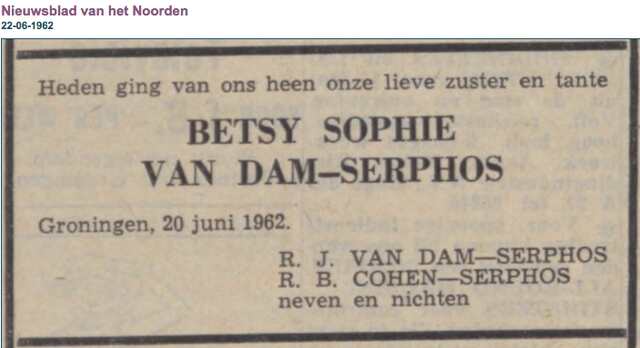 Nieuwsblad van het Noorden
22-06-1962
Heden ging van ons heen onze lieve zuster en tante
BETSY SOPHIE
VAN DAM—SERPHOS
Groningen, 20 juni 1962.
R. J. VAN DAM—SERPHOS
R. B. COHEN—SERPHOS
neven en nichten